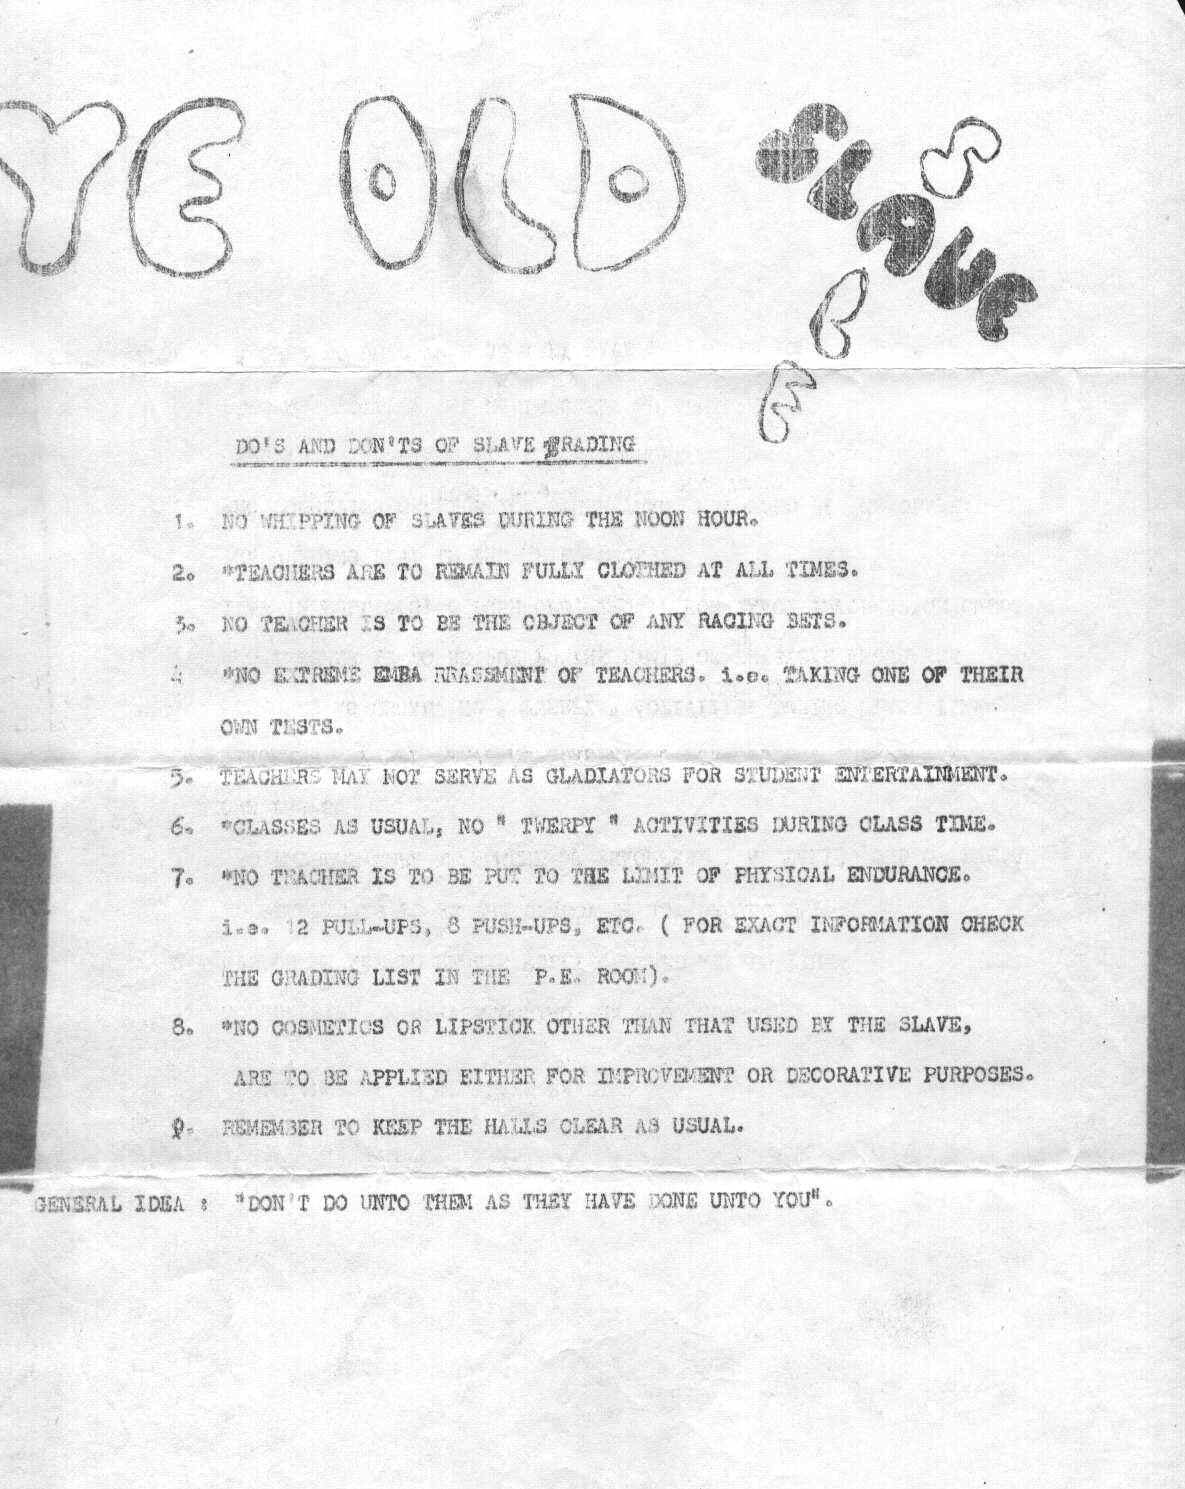 YE OLD SLAVE
SALE
DO'S AND DON'TS OF SLAVE TRADING
1. NO WHIPPING OF SLAVES DURING THE NOON HOUR.
2. *TEACHERS ARE TO REMAIN FULLY CLOTHED AT ALL TIMES.
3. NO TEACHER IS TO BE THE OBJECT OF ANY RACING BETS.
4 *NO EXTREME EMBA RRASSMENT OF TEACHERS. i.e. TAKING ONE OF THEIR
OWN TESTS.
5. TEACHERS MAY NOT SERVE AS GLADIATORS FOR STUDENT ENTERTAINMENT.
6. *CLASSES AS USUAL, NO " TWERPY " ACTIVITIES DURING CLASS TIME.
7. *NO TEACHER IS TO BE PUT TO THE LIMIT OF PHYSICAL ENDURANCE.
i.e. 12 PULL-UPS, 8 PUSH-UPS, ETC. ( FOR EXACT INFORMATION CHECK
THE GRADING LIST IN THE P.E. ROOM).
8. *NO COSMETICS OR LIPSTICK OTHER THAN THAT USED BY THE SLAVE,
ARE TO BE APPLIED EITHER FOR IMPROVEMENT OR DECORATIVE PURPOSES.
9. REMEMBER TO KEEP THE HALLS CLEAR AS USUAL.
GENERAL IDEA : "DON'T DO UNTO THEM AS THEY HAVE DONE UNTO YOU".